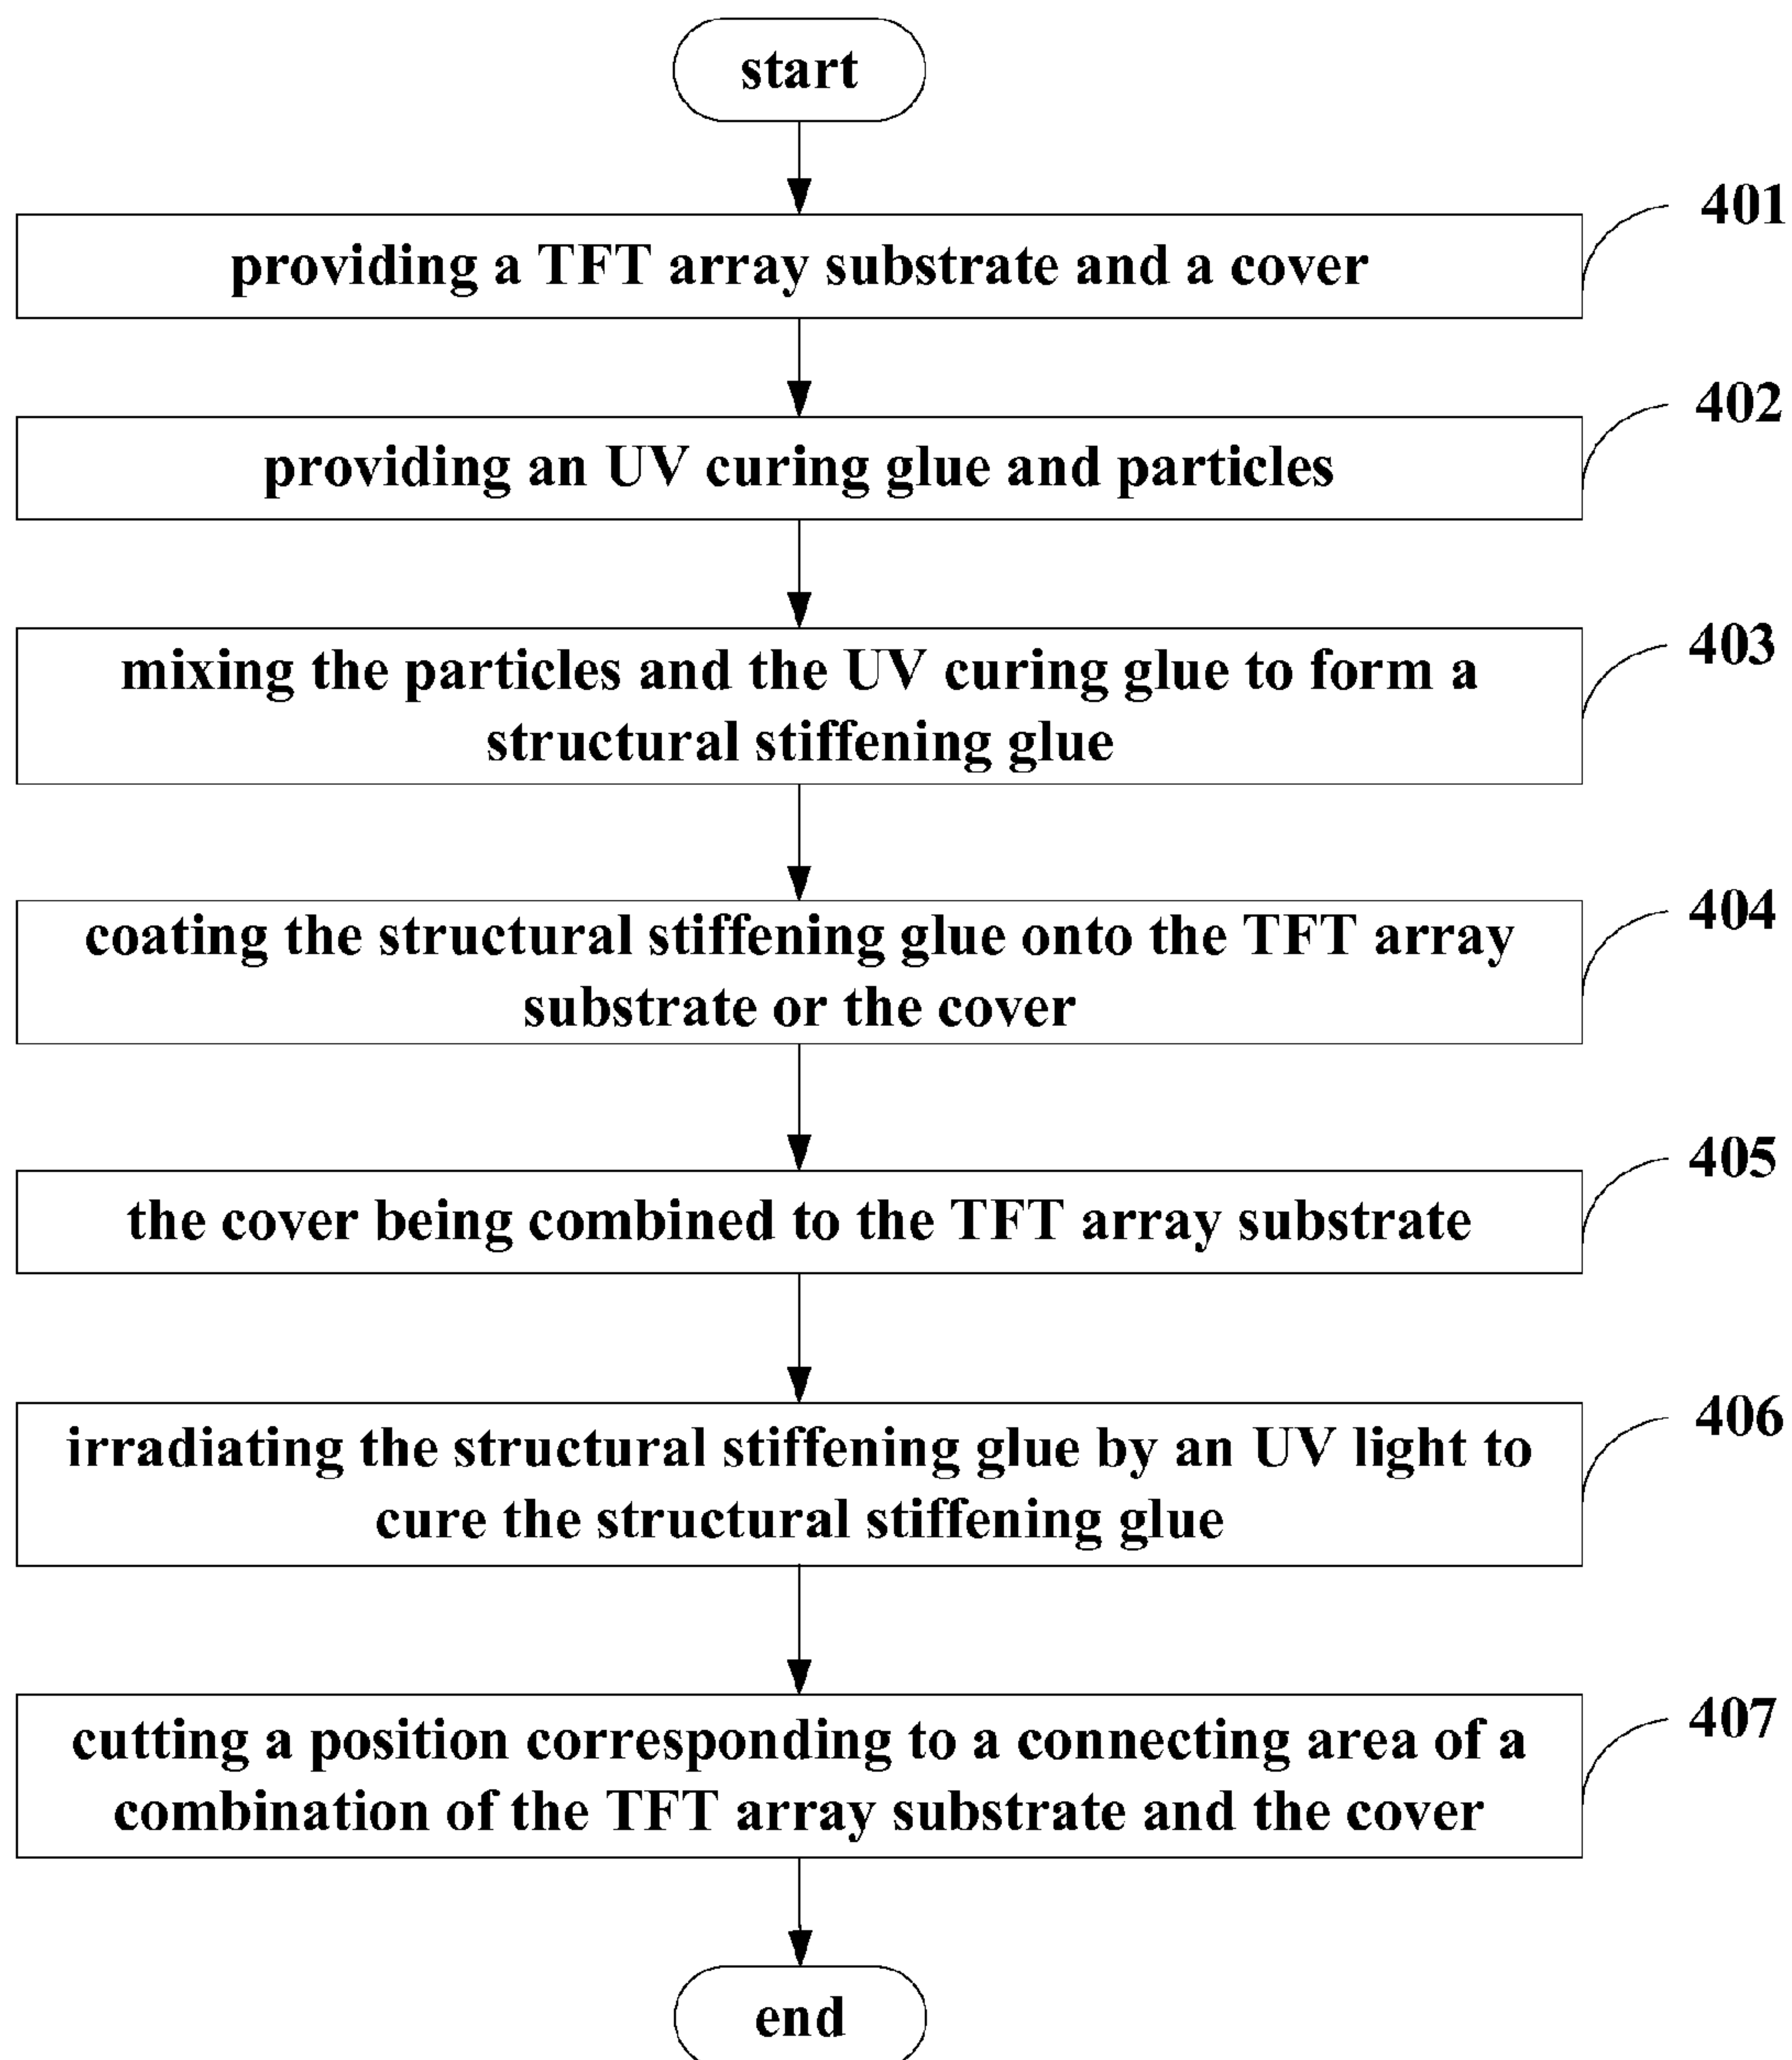 start
401
providing a TFT array substrate and a cover
402
providing an UV curing glue and particles
403
mixing the particles and the UV curing glue to form a
structural stiffening glue
404
coating the structural stiffening glue onto the TFT array
substrate or the cover
405
the cover being combined to the TFT array substrate
406
irradiating the structural stiffening glue by an UV light to
cure the structural stiffening glue
407
cutting a position corresponding to a connecting area of a
combination of the TFT array substrate and the cover
end